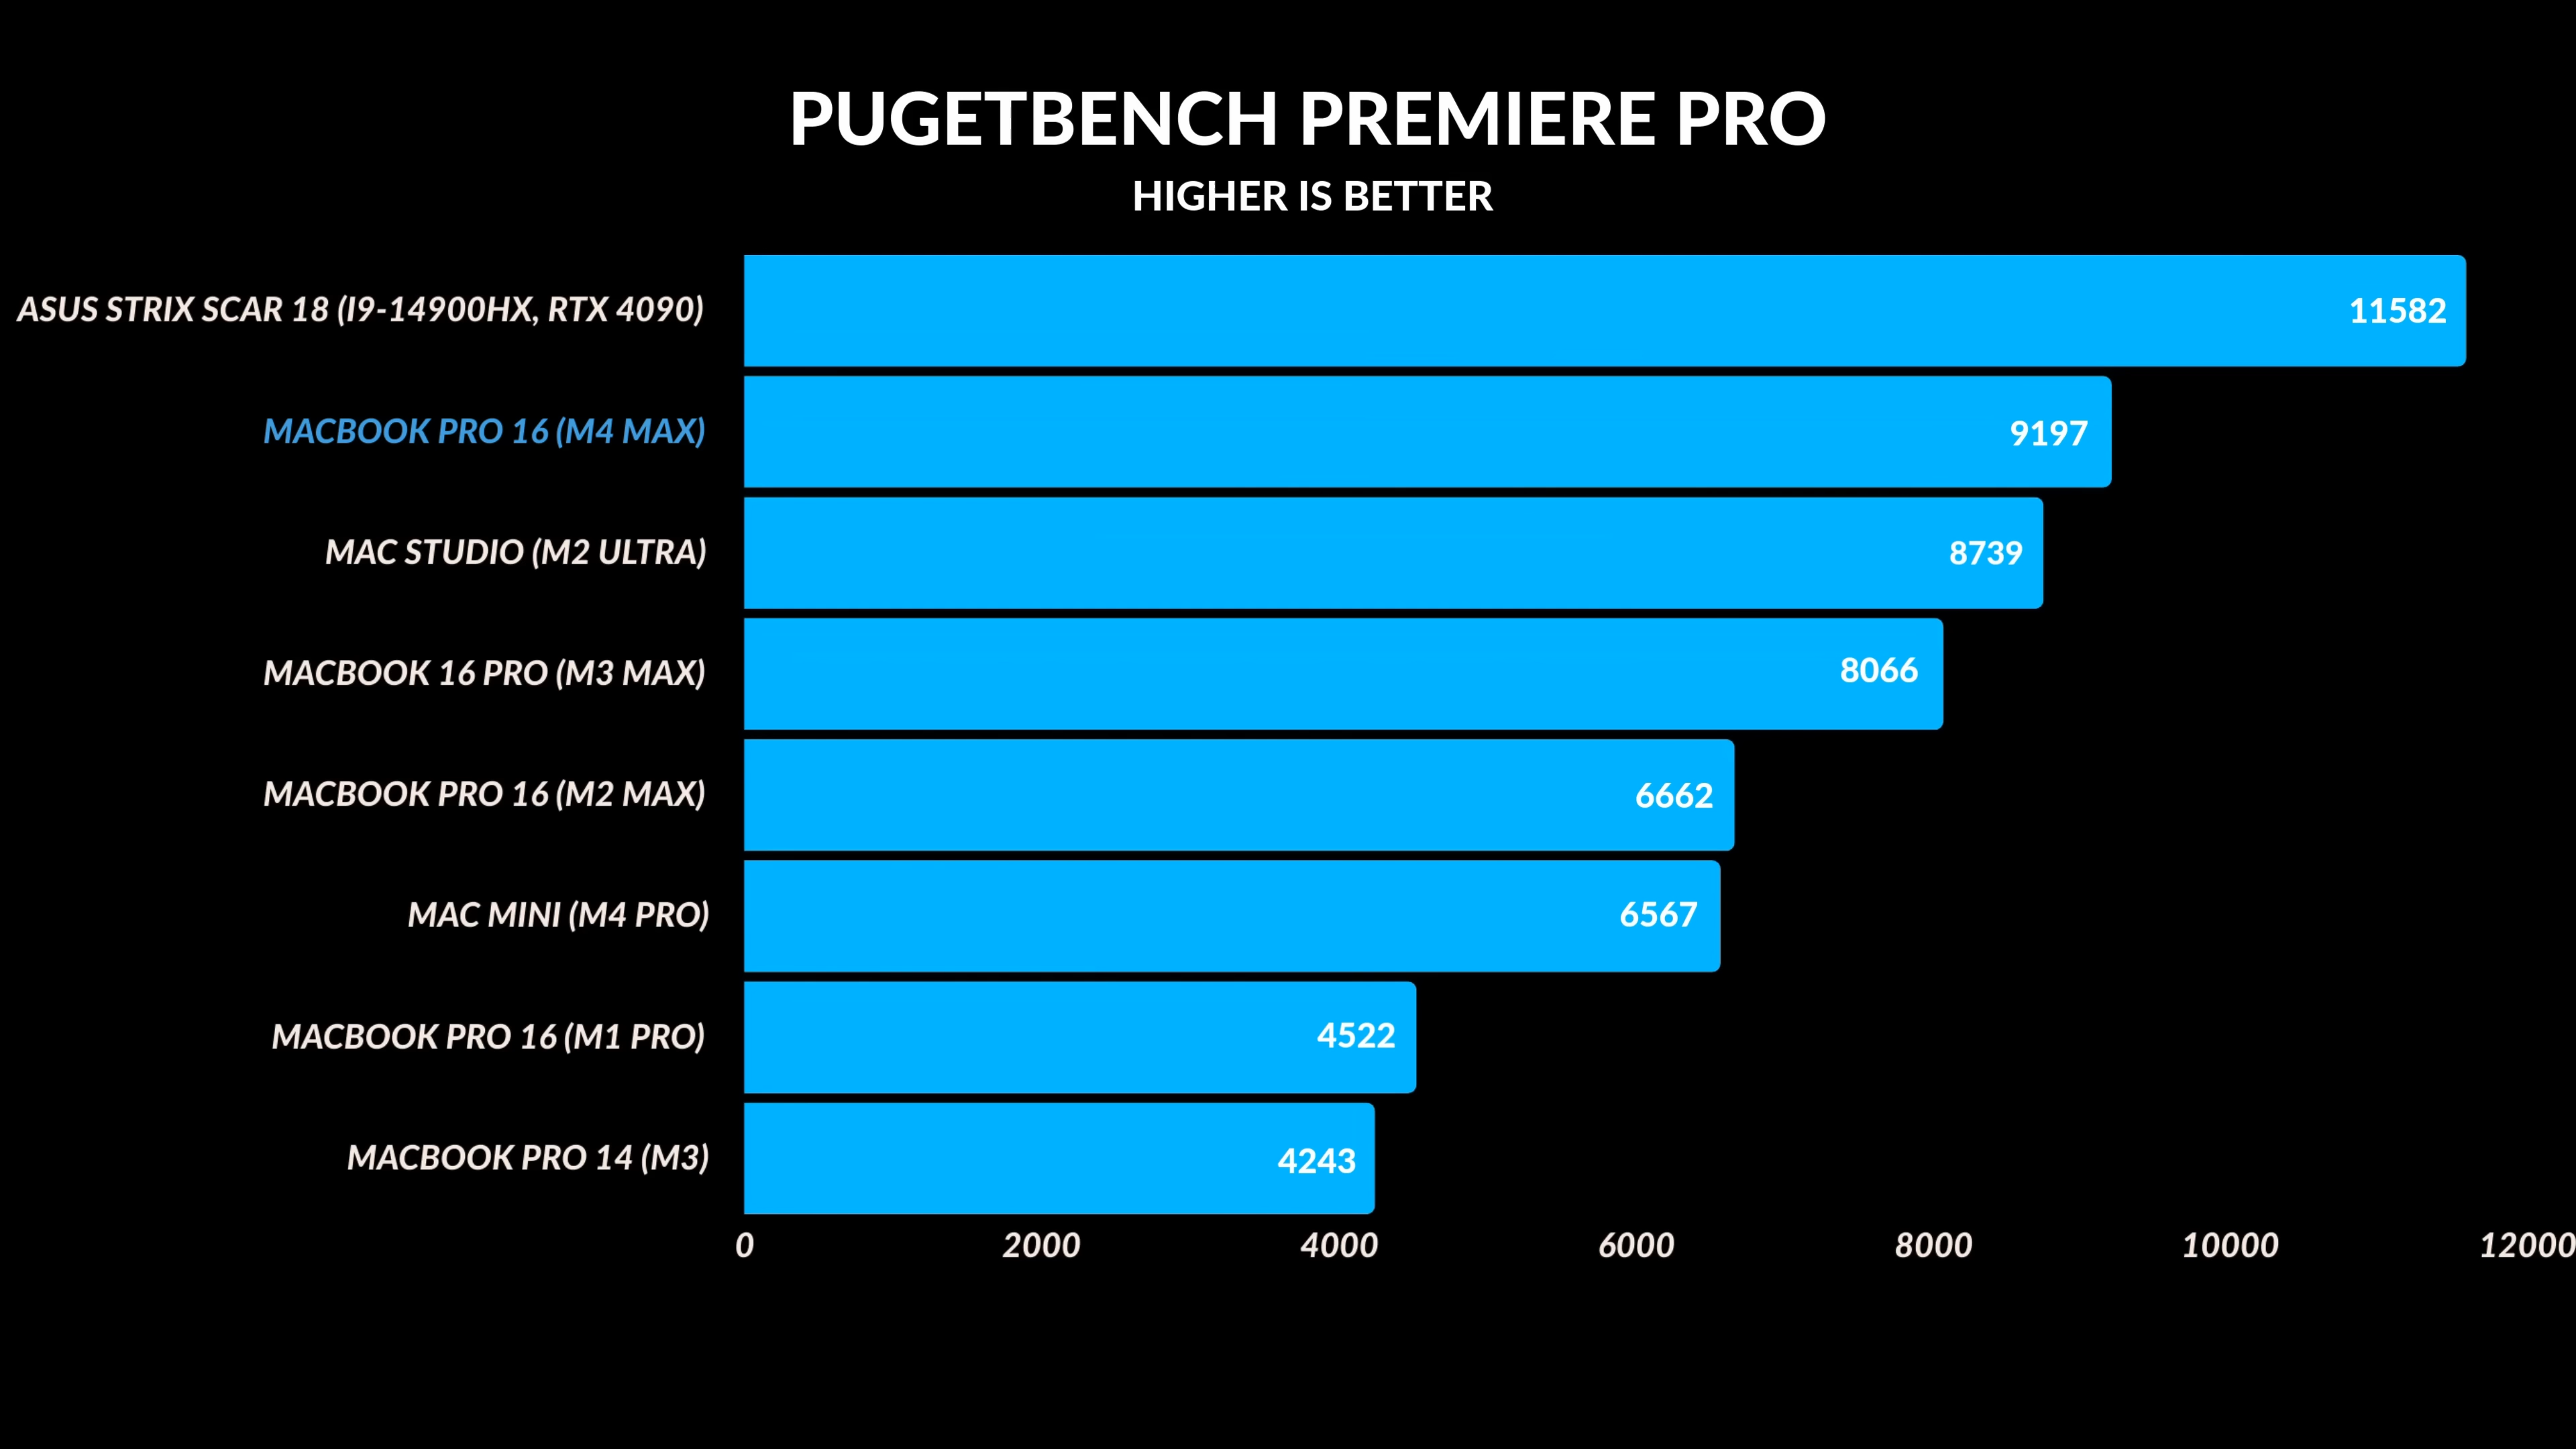 PUGETBENCH PREMIERE PRO
HIGHER IS BETTER
ASUS STRIX SCAR 18 (I9-14900HX, RTX 4090) 11582
MACBOOK PRO 16 (M4 MAX) 9197
MAC STUDIO (M2 ULTRA) 8739
MACBOOK 16 PRO (M3 MAX) 8066
MACBOOK PRO 16 (M2 MAX) 6662
MAC MINI (M4 PRO) 6567
MACBOOK PRO 16 (M1 PRO) 4522
MACBOOK PRO 14 (M3) 4243
0 2000 4000 6000 8000 10000 12000